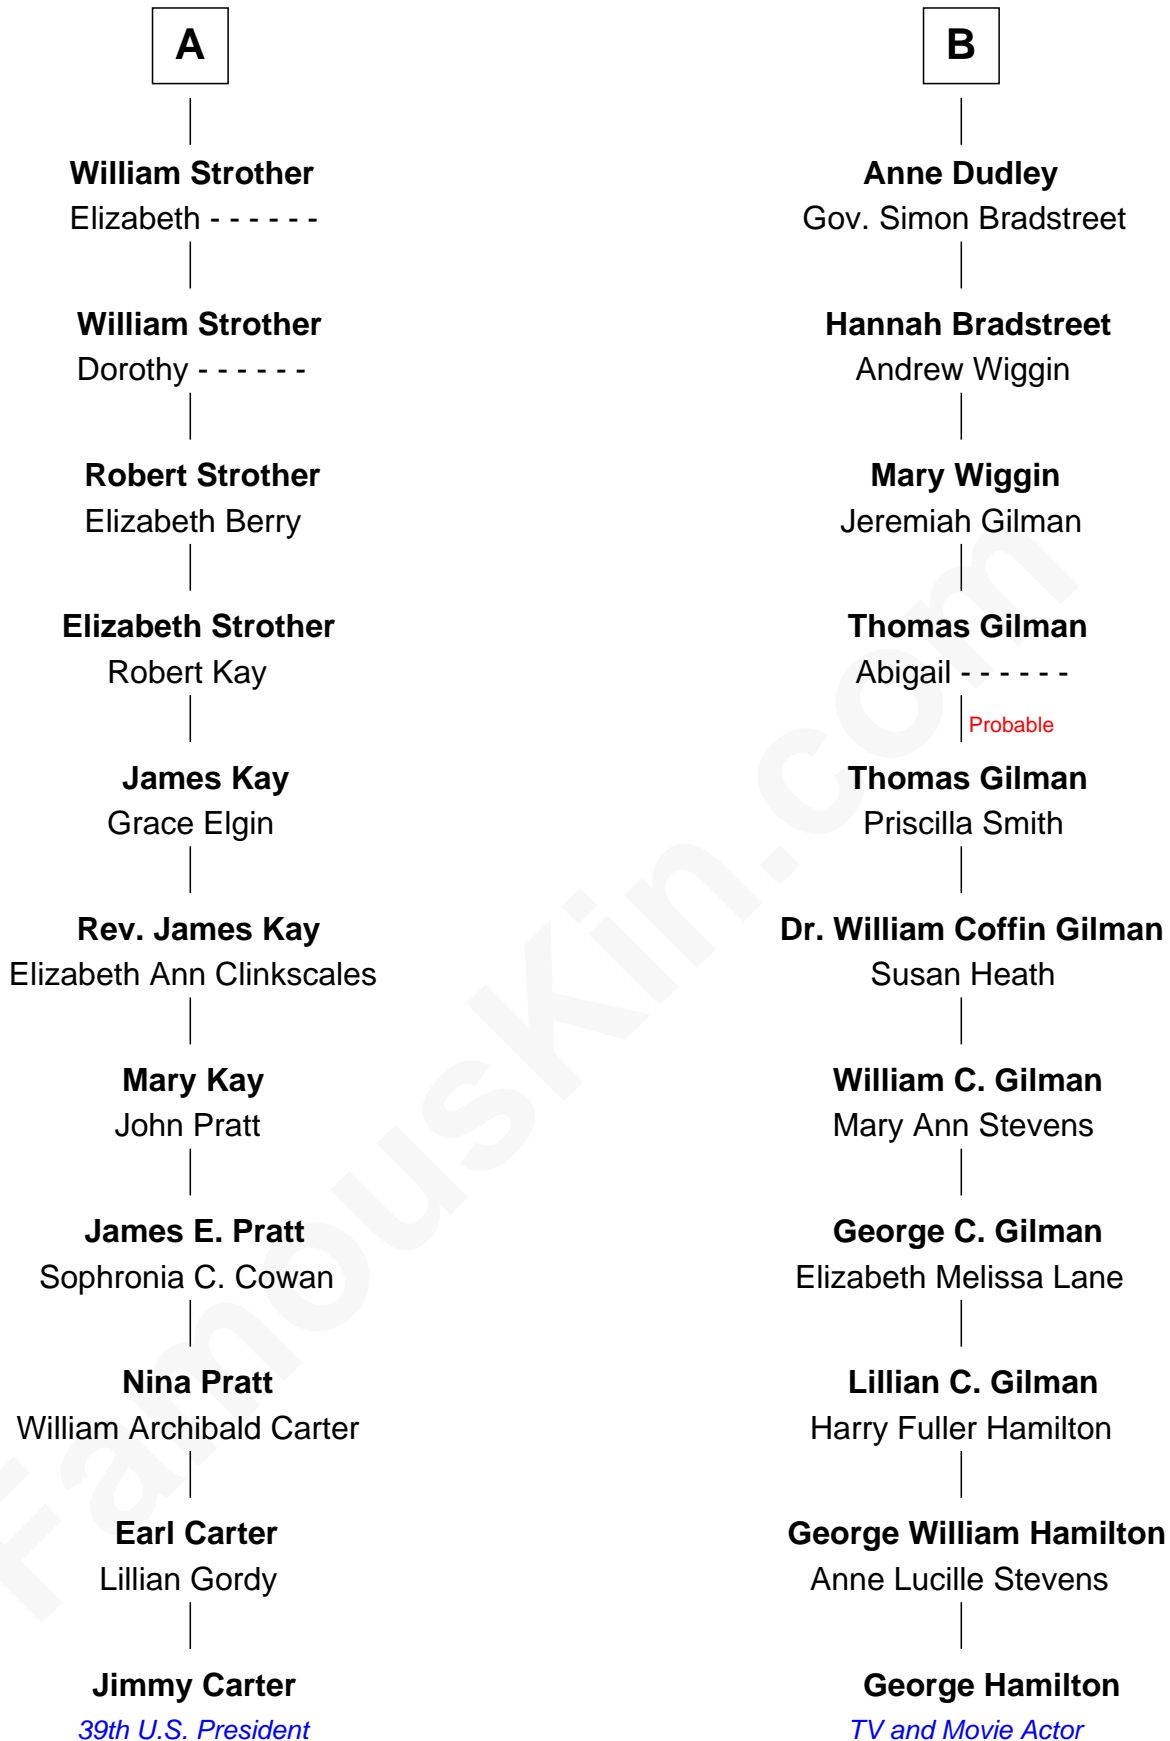 A
William Strother
Elizabeth - - - - - -
William Strother
Dorothy - - - - - -
Robert Strother
Elizabeth Berry
Elizabeth Strother
Robert Kay
James Kay
Grace Elgin
Rev. James Kay
Elizabeth Ann Clinkscales
Mary Kay
John Pratt
James E. Pratt
Sophronia C. Cowan
Nina Pratt
William Archibald Carter
Earl Carter
Lillian Gordy
Jimmy Carter
39th U.S. President
B
Anne Dudley
Gov. Simon Bradstreet
Hannah Bradstreet
Andrew Wiggin
Mary Wiggin
Jeremiah Gilman
Thomas Gilman
Abigail - - - - - -
Probable
Thomas Gilman
Priscilla Smith
Dr. William Coffin Gilman
Susan Heath
William C. Gilman
Mary Ann Stevens
George C. Gilman
Elizabeth Melissa Lane
Lillian C. Gilman
Harry Fuller Hamilton
George William Hamilton
Anne Lucille Stevens
George Hamilton
TV and Movie Actor
FamousKin.com